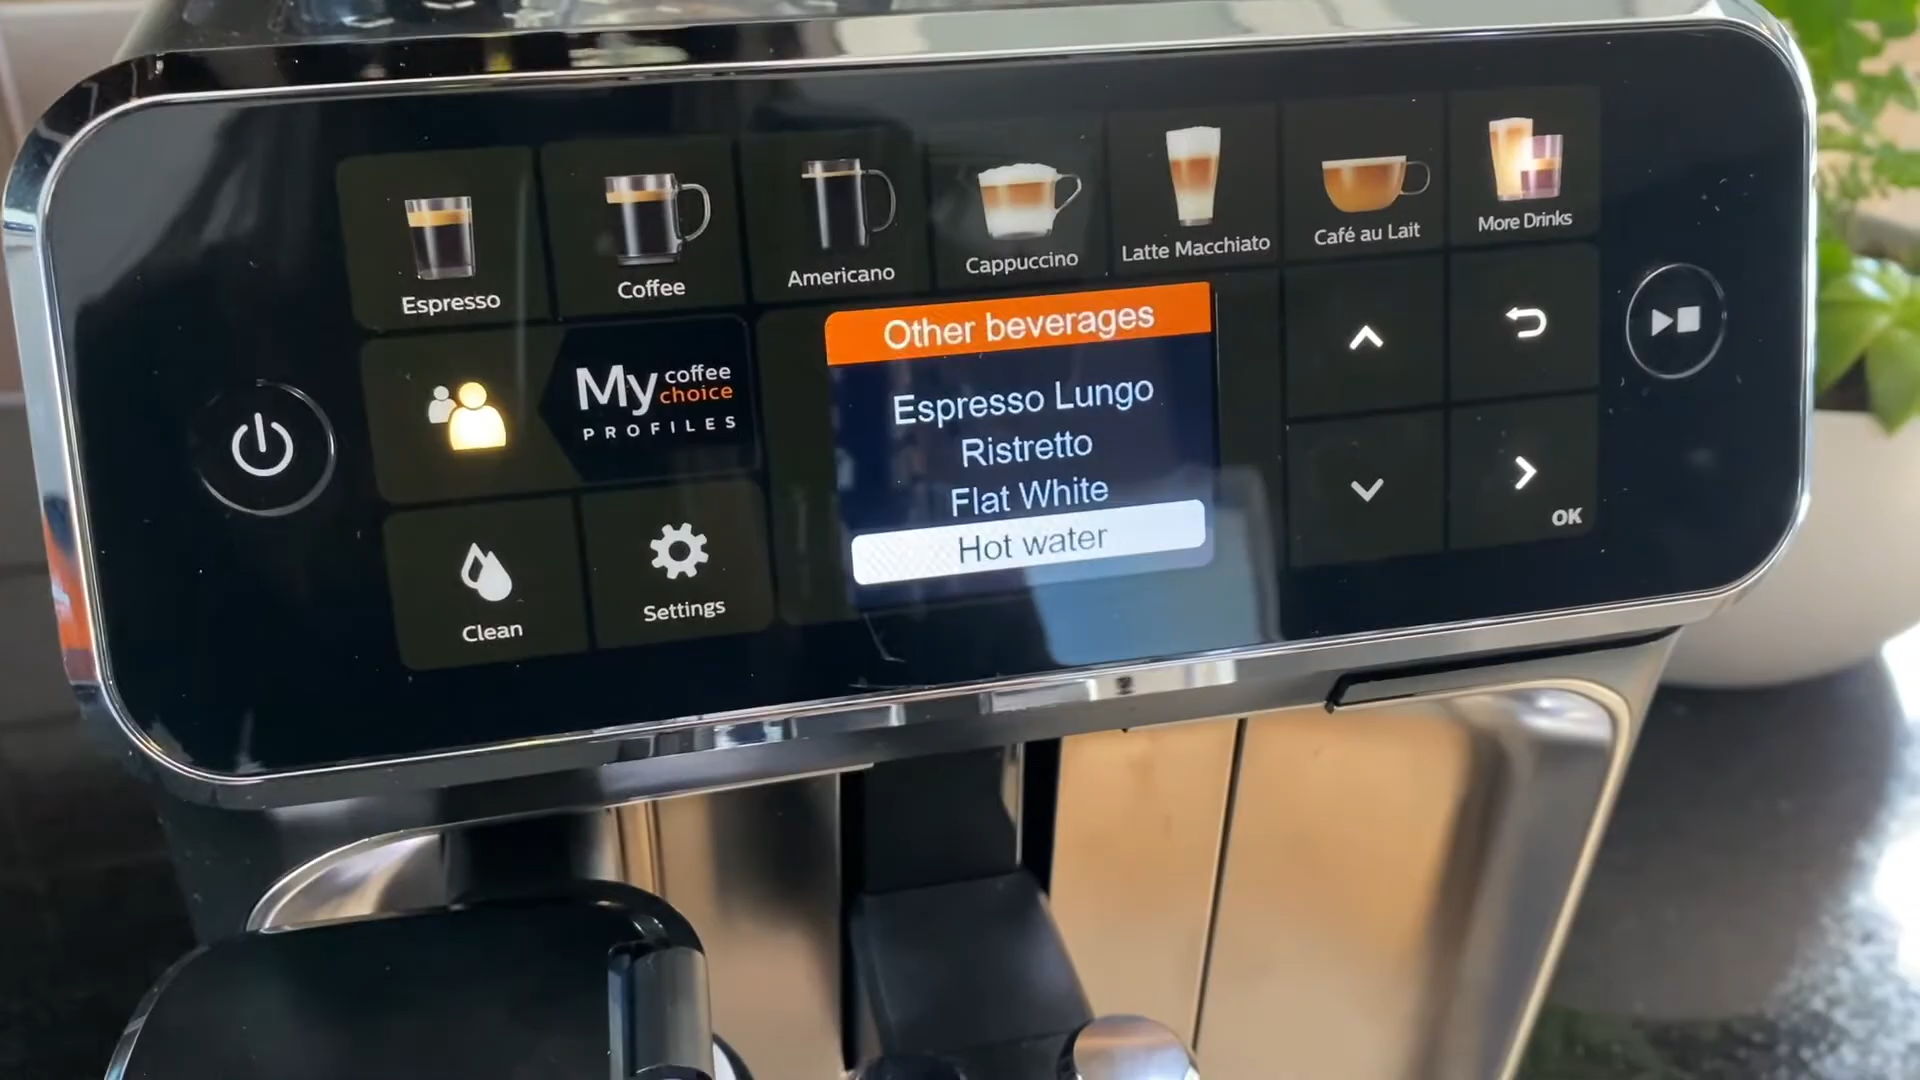 Espresso
Coffee
Americano
Cappuccino
Latte Macchiato
Café au Lait
More Drinks
My coffee choice
PROFILES
Other beverages
Espresso Lungo
Ristretto
Flat White
Hot water
OK
Clean
Settings